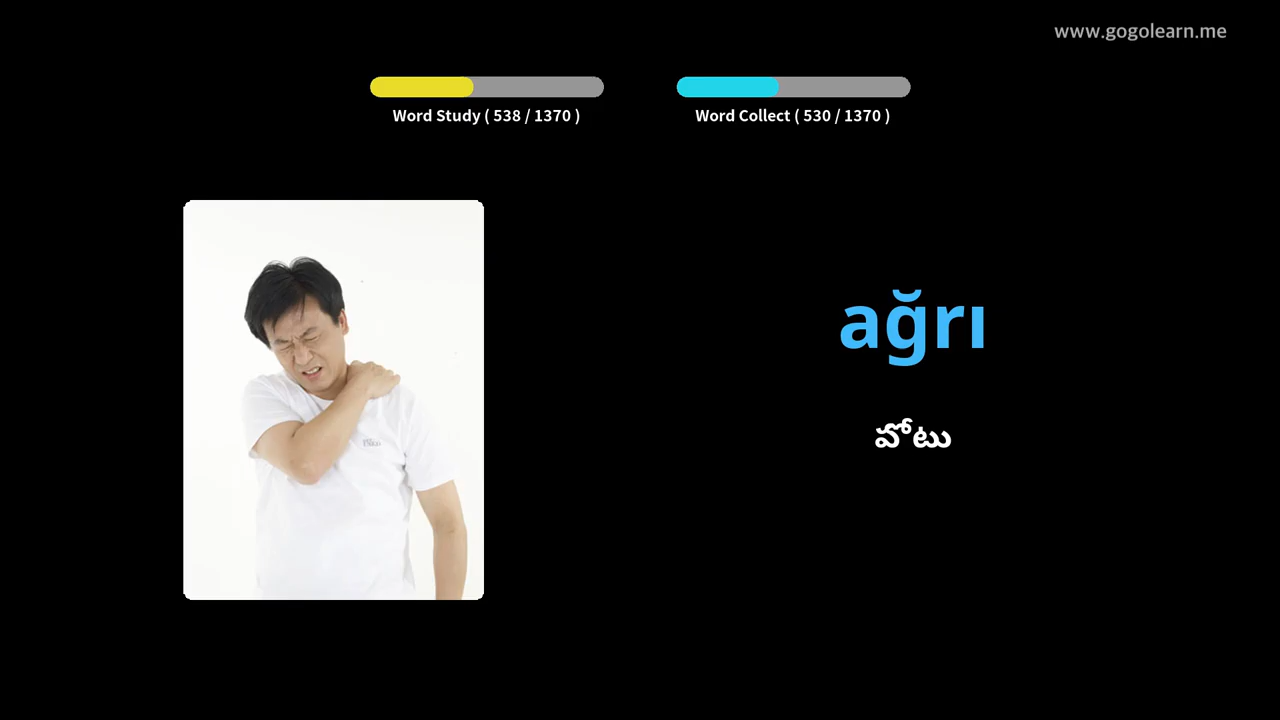 www.gogolearn.me
Word Study ( 538 / 1370 )
Word Collect ( 530 / 1370 )
ağrı
పోటు